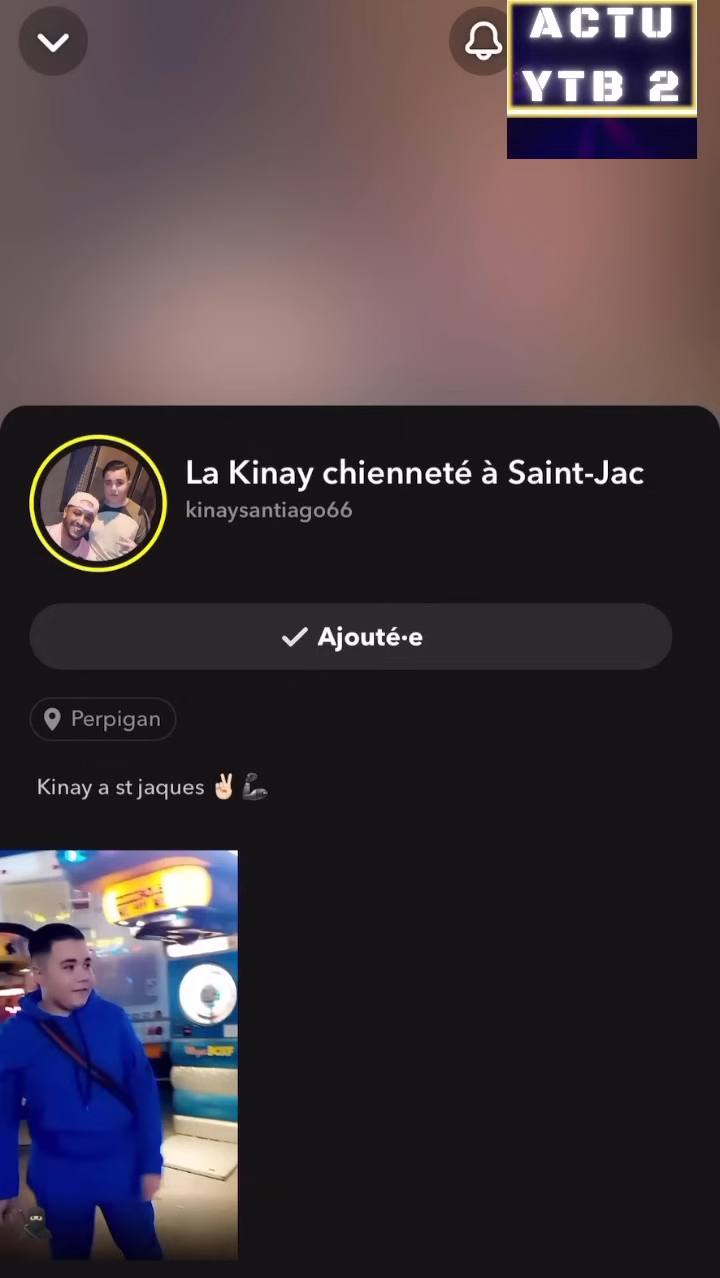 ACTU
YTB 2
La Kinay chienneté à Saint-Jac
kinaysantiago66
Ajouté·e
Perpigan
Kinay a st jaques ✌🏻 🦾